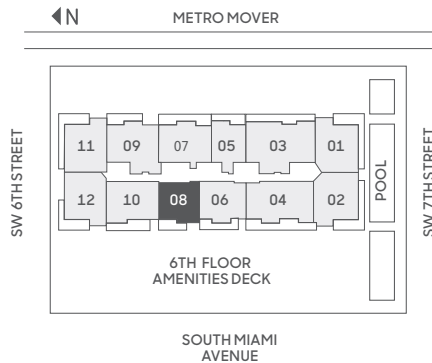 N
METRO MOVER
SW 6TH STREET
11 09 07 05 03 01
12 10 08 06 04 02
POOL
SW 7TH STREET
6TH FLOOR
AMENITIES DECK
SOUTH MIAMI
AVENUE